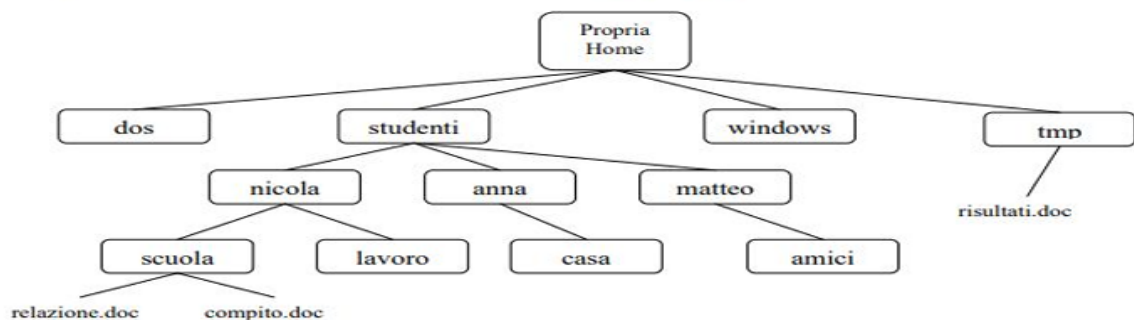 Propria
Home
dos
studenti
windows
tmp
nicola
anna
matteo
risultati.doc
scuola
lavoro
casa
amici
relazione.doc
compito.doc